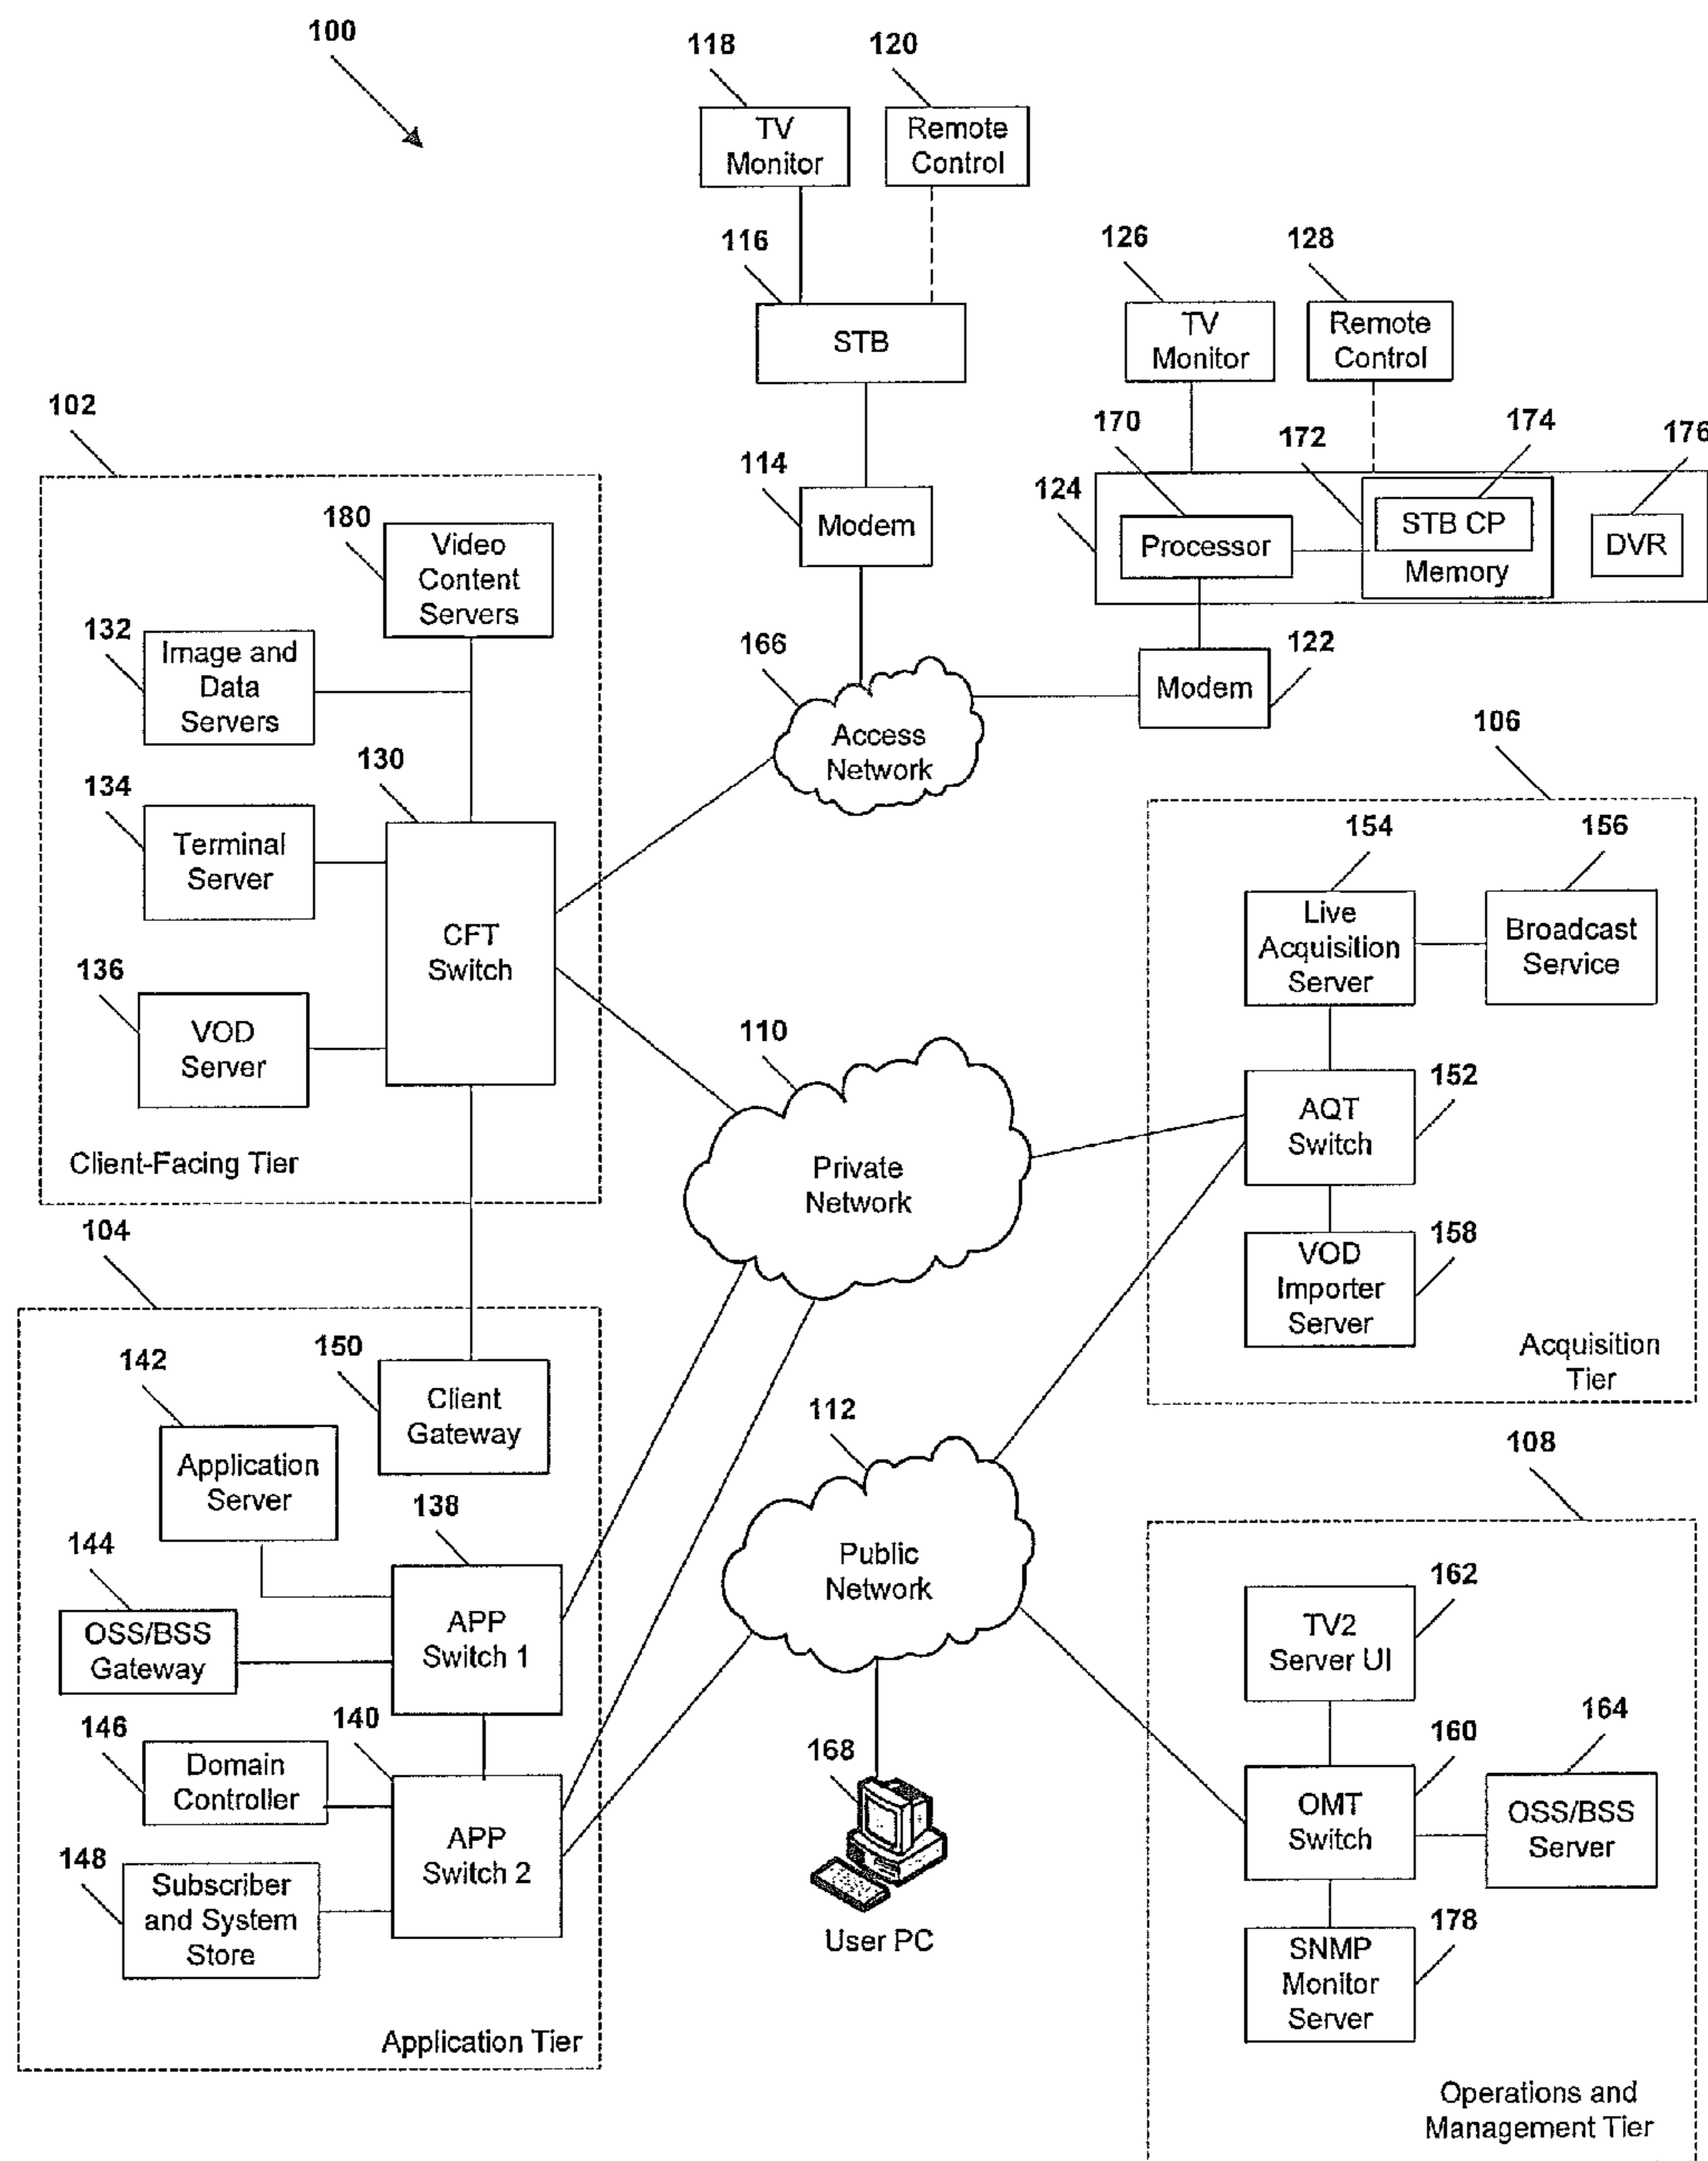 100
118
120
TV
Monitor
Remote
Control
116
STB
126
128
TV
Monitor
Remote
Control
102
114
Modem
170
172
174
176
124
Processor
STB CP
Memory
DVR
180
Video
Content
Servers
132
Image and
Data
Servers
166
Access
Network
Modem
122
106
130
134
Terminal
Server
CFT
Switch
136
VOD
Server
Client-Facing Tier
154
156
Live
Acquisition
Server
Broadcast
Service
110
Private
Network
152
AQT
Switch
158
VOD
Importer
Server
Acquisition
Tier
104
142
150
Client
Gateway
Application
Server
138
144
OSS/BSS
Gateway
APP
Switch 1
146
140
Domain
Controller
APP
Switch 2
148
Subscriber
and System
Store
Application Tier
112
Public
Network
168
User PC
108
162
TV2
Server UI
160
164
OMT
Switch
OSS/BSS
Server
178
SNMP
Monitor
Server
Operations and
Management Tier